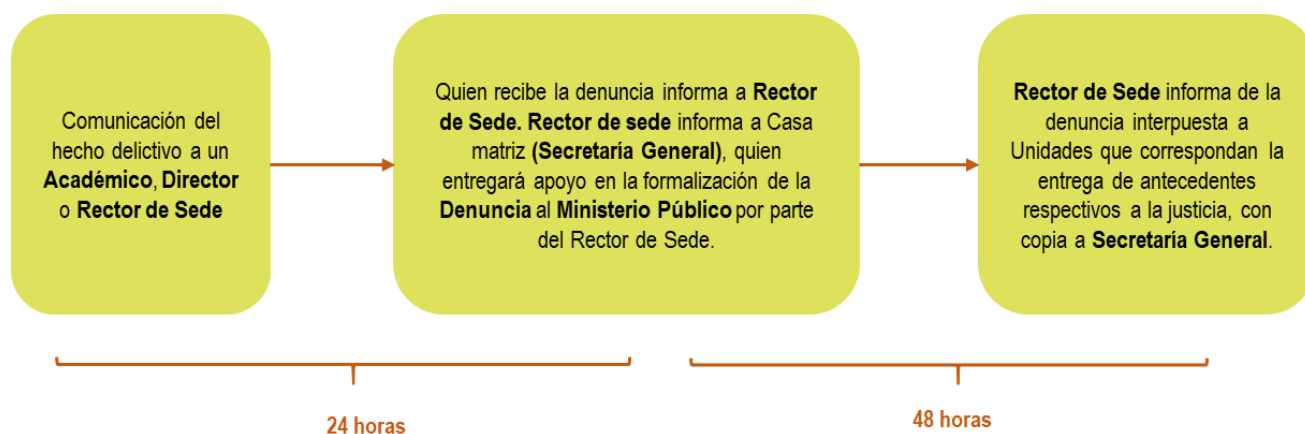 Comunicación del
hecho delictivo a un
Académico, Director
o Rector de Sede
Quien recibe la denuncia informa a Rector
de Sede. Rector de sede informa a Casa
matriz (Secretaría General), quien
entregará apoyo en la formalización de la
Denuncia al Ministerio Público por parte
del Rector de Sede.
Rector de Sede informa de la
denuncia interpuesta a
Unidades que correspondan la
entrega de antecedentes
respectivos a la justicia, con
copia a Secretaría General.
24 horas
48 horas